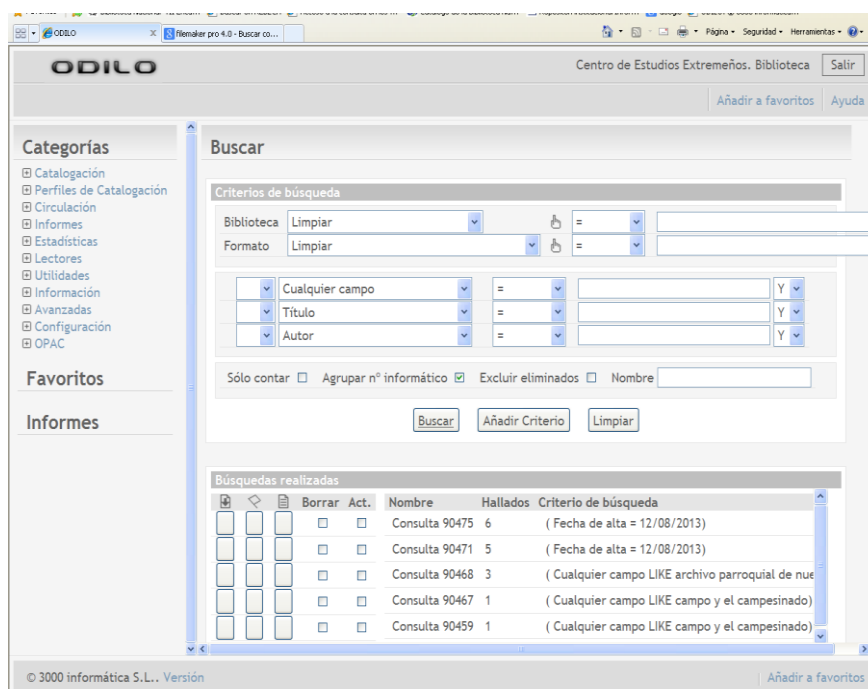 ODILO
filemaker pro 4.0 - Buscar co...
Página
Seguridad
Herramientas
ODILO
Centro de Estudios Extremeños. Biblioteca
Salir
Añadir a favoritos
Ayuda
Categorías
Catalogación
Perfiles de Catalogación
Circulación
Informes
Estadísticas
Lectores
Utilidades
Información
Avanzadas
Configuración
OPAC
Favoritos
Informes
Buscar
Criterios de búsqueda
Biblioteca Limpiar =
Formato Limpiar =
Cualquier campo = Y
Título = Y
Autor = Y
Sólo contar Agrupar nº informático Excluir eliminados Nombre
Buscar Añadir Criterio Limpiar
Búsquedas realizadas
Borrar Act. Nombre Hallados Criterio de búsqueda
Consulta 90475 6 ( Fecha de alta = 12/08/2013)
Consulta 90471 5 ( Fecha de alta = 12/08/2013)
Consulta 90468 3 ( Cualquier campo LIKE archivo parroquial de nue
Consulta 90467 1 ( Cualquier campo LIKE campo y el campesinado)
Consulta 90459 1 ( Cualquier campo LIKE campo y el campesinado)
© 3000 informática S.L.. Versión
Añadir a favoritos